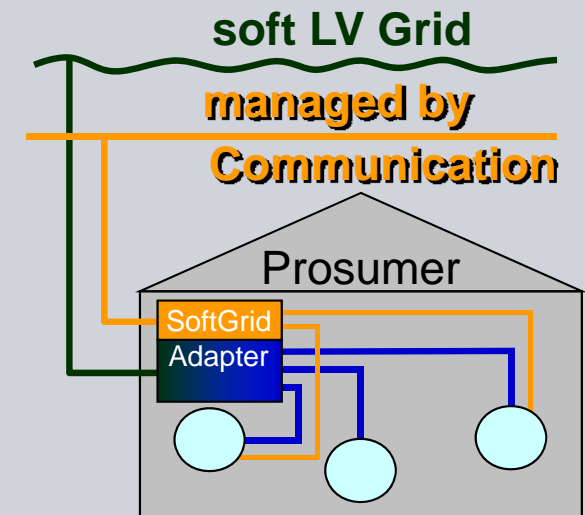 soft LV Grid
managed by
Communication
Prosumer
SoftGrid
Adapter